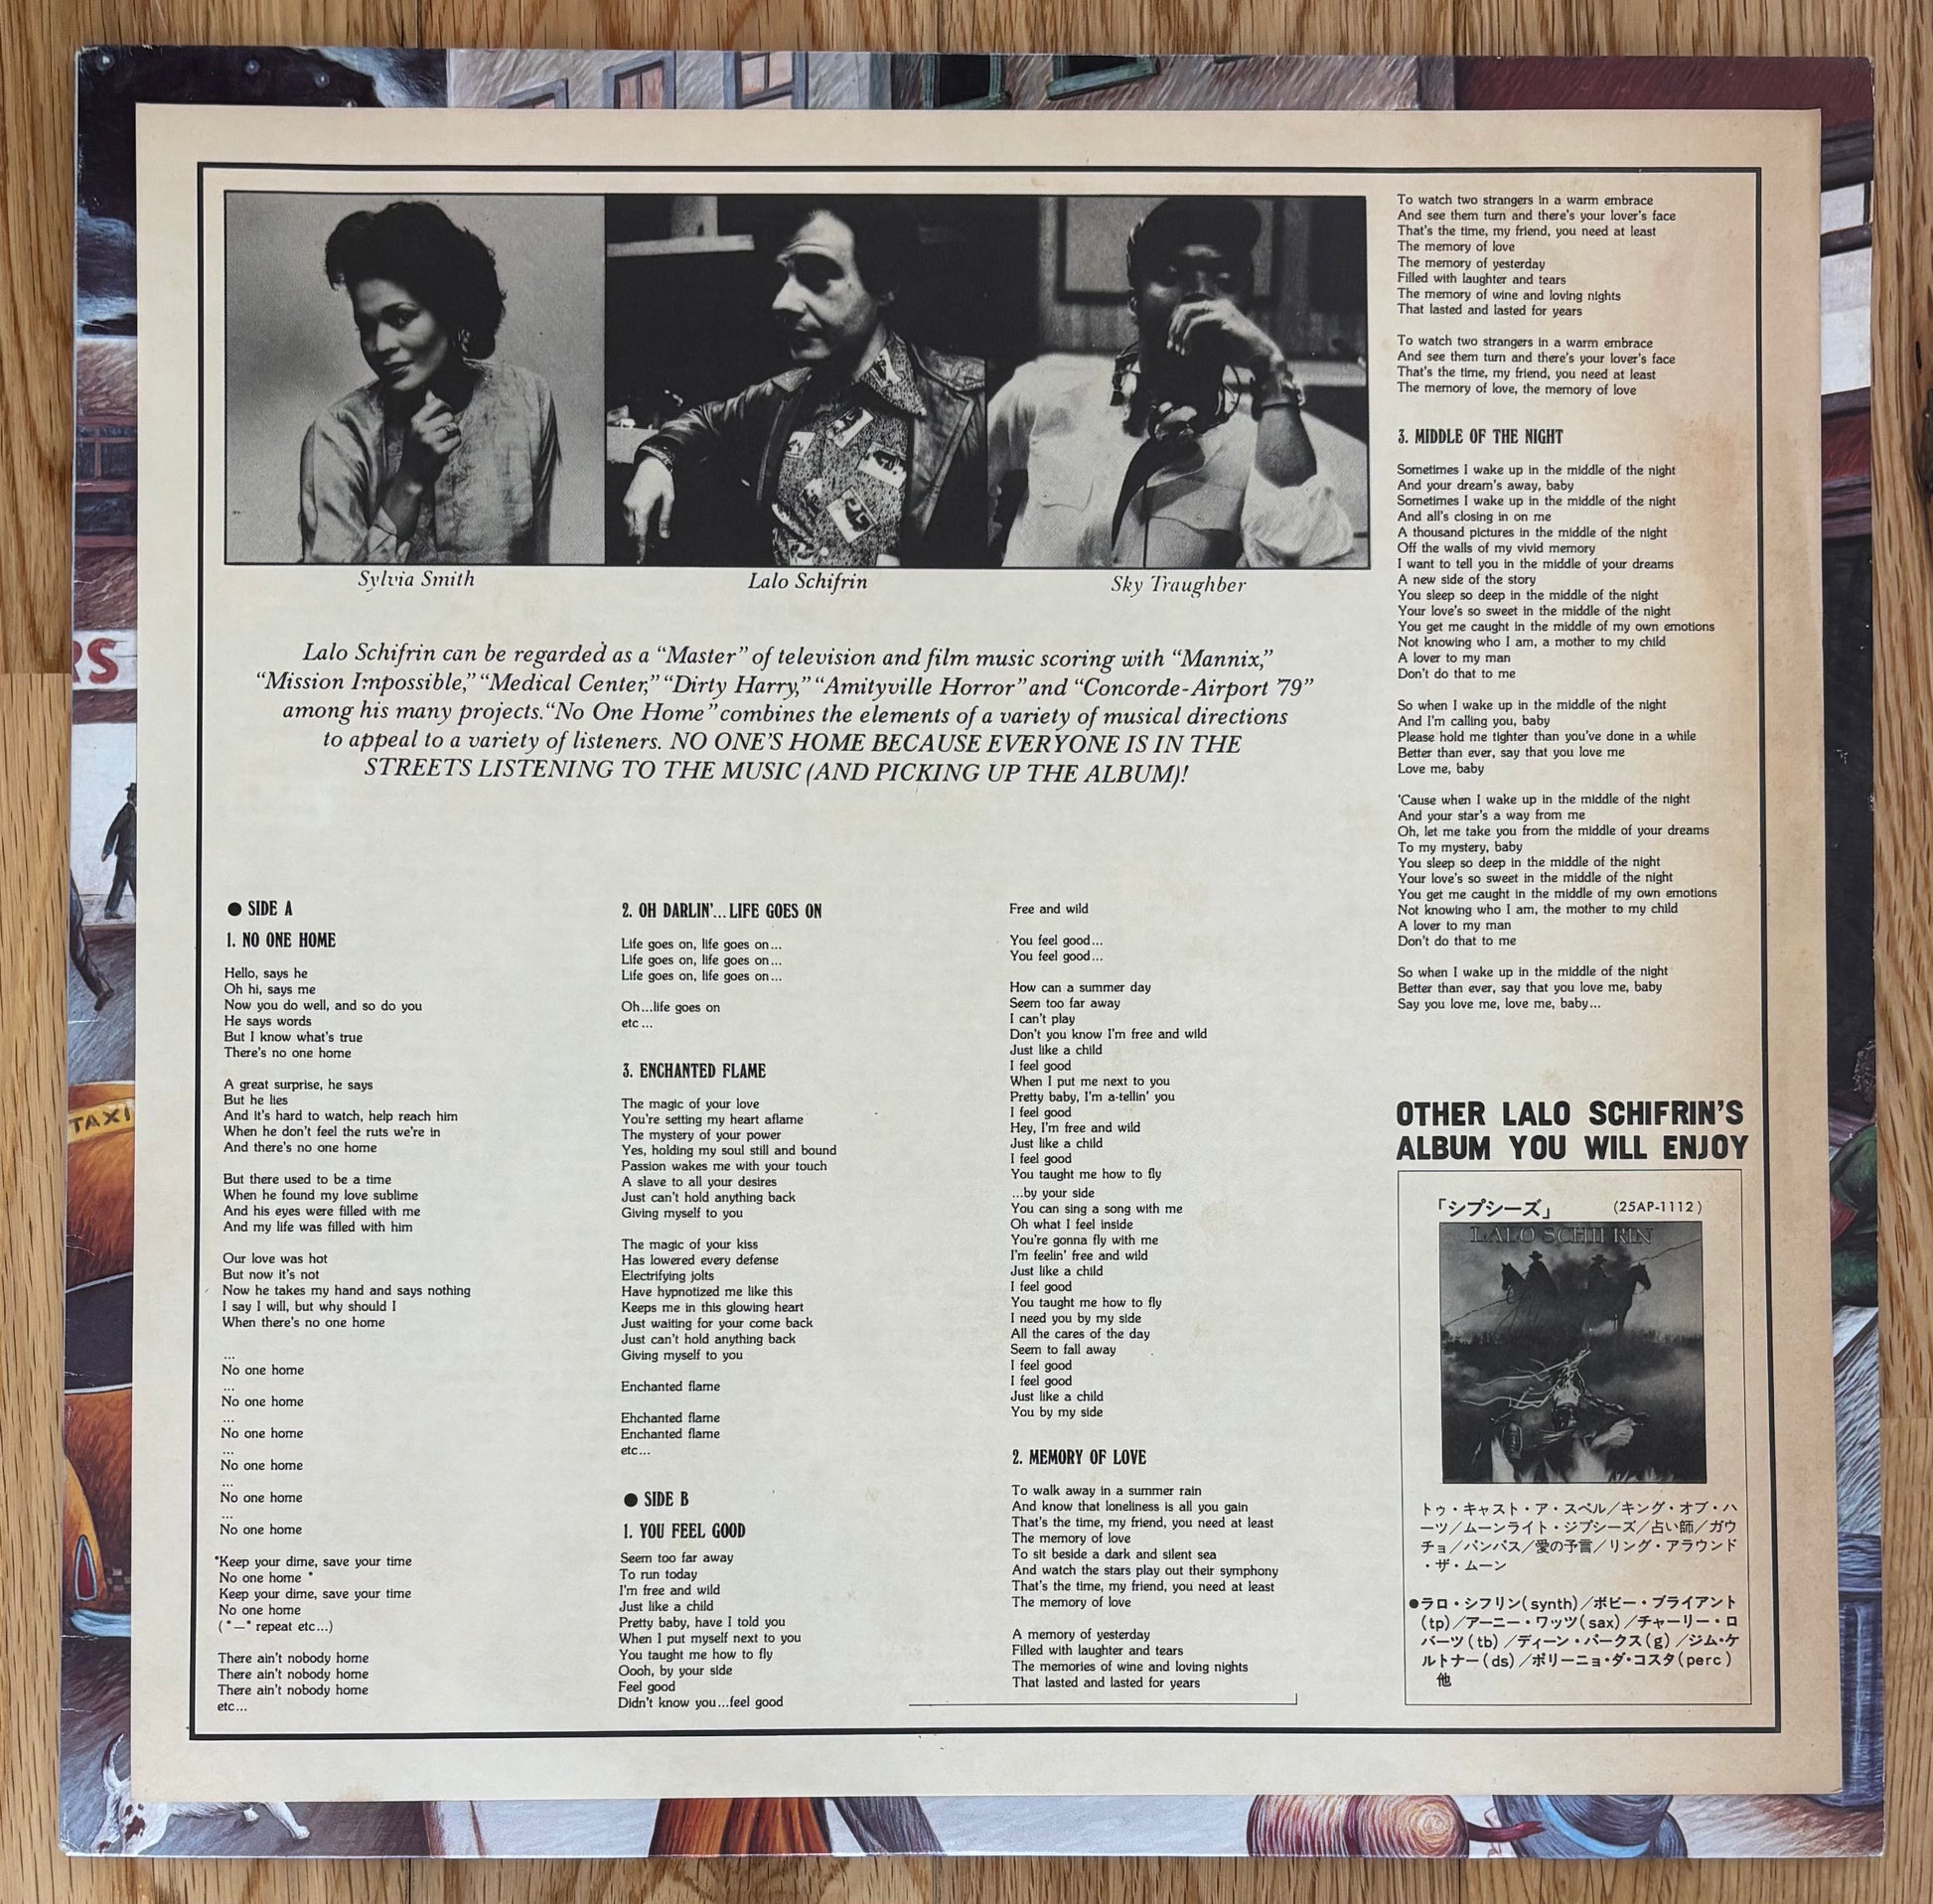 Sylvia Smith
Lalo Schifrin
Sky Traughber
Lalo Schifrin can be regarded as a “Master” of television and film music scoring with “Mannix,”
“Mission Impossible,” “Medical Center,” “Dirty Harry,” “Amityville Horror” and “Concorde-Airport ’79”
among his many projects. “No One Home” combines the elements of a variety of musical directions
to appeal to a variety of listeners. NO ONE'S HOME BECAUSE EVERYONE IS IN THE
STREETS LISTENING TO THE MUSIC (AND PICKING UP THE ALBUM)!
● SIDE A
1. NO ONE HOME
Hello, says he
Oh hi, says me
Now you do well, and so do you
He says words
But I know what's true
There's no one home
A great surprise, he says
But he lies
And it's hard to watch, help reach him
When he don't feel the ruts we're in
And there's no one home
But there used to be a time
When he found my love sublime
And his eyes were filled with me
And my life was filled with him
Our love was hot
But now it's not
Now he takes my hand and says nothing
I say I will, but why should I
When there's no one home
...
No one home
...
No one home
...
No one home
...
No one home
...
No one home
...
No one home
*Keep your dime, save your time
No one home *
Keep your dime, save your time
No one home
(*—* repeat etc...)
There ain't nobody home
There ain't nobody home
There ain't nobody home
etc...
2. OH DARLIN'... LIFE GOES ON
Life goes on, life goes on...
Life goes on, life goes on...
Life goes on, life goes on...
Oh...life goes on
etc...
3. ENCHANTED FLAME
The magic of your love
You're setting my heart aflame
The mystery of your power
Yes, holding my soul still and bound
Passion wakes me with your touch
A slave to all your desires
Just can't hold anything back
Giving myself to you
The magic of your kiss
Has lowered every defense
Electrifying jolts
Have hypnotized me like this
Keeps me in this glowing heart
Just waiting for your come back
Just can't hold anything back
Giving myself to you
Enchanted flame
Ehchanted flame
Enchanted flame
etc...
● SIDE B
1. YOU FEEL GOOD
Seem too far away
To run today
I'm free and wild
Just like a child
Pretty baby, have I told you
When I put myself next to you
You taught me how to fly
Oooh, by your side
Feel good
Didn't know you...feel good
Free and wild
You feel good...
You feel good...
How can a summer day
Seem too far away
I can't play
Don't you know I'm free and wild
Just like a child
I feel good
When I put me next to you
Pretty baby, I'm a-tellin' you
I feel good
Hey, I'm free and wild
Just like a child
I feel good
You taught me how to fly
...by your side
You can sing a song with me
Oh what I feel inside
You're gonna fly with me
I'm feelin' free and wild
Just like a child
I feel good
You taught me how to fly
I need you by my side
All the cares of the day
Seem to fall away
I feel good
I feel good
Just like a child
You by my side
2. MEMORY OF LOVE
To walk away in a summer rain
And know that loneliness is all you gain
That's the time, my friend, you need at least
The memory of love
To sit beside a dark and silent sea
And watch the stars play out their symphony
That's the time, my friend, you need at least
The memory of love
A memory of yesterday
Filled with laughter and tears
The memories of wine and loving nights
That lasted and lasted for years
To watch two strangers in a warm embrace
And see them turn and there's your lover's face
That's the time, my friend, you need at least
The memory of love
The memory of yesterday
Filled with laughter and tears
The memory of wine and loving nights
That lasted and lasted for years
To watch two strangers in a warm embrace
And see them turn and there's your lover's face
That's the time, my friend, you need at least
The memory of love, the memory of love
3. MIDDLE OF THE NIGHT
Sometimes I wake up in the middle of the night
And your dream's away, baby
Sometimes I wake up in the middle of the night
And all's closing in on me
A thousand pictures in the middle of the night
Off the walls of my vivid memory
I want to tell you in the middle of your dreams
A new side of the story
You sleep so deep in the middle of the night
Your love's so sweet in the middle of the night
You get me caught in the middle of my own emotions
Not knowing who I am, a mother to my child
A lover to my man
Don't do that to me
So when I wake up in the middle of the night
And I'm calling you, baby
Please hold me tighter than you've done in a while
Better than ever, say that you love me
Love me, baby
'Cause when I wake up in the middle of the night
And your star's a way from me
Oh, let me take you from the middle of your dreams
To my mystery, baby
You sleep so deep in the middle of the night
Your love's so sweet in the middle of the night
You get me caught in the middle of my own emotions
Not knowing who I am, the mother to my child
A lover to my man
Don't do that to me
So when I wake up in the middle of the night
Better than ever, say that you love me, baby
Say you love me, love me, baby...
OTHER LALO SCHIFRIN'S
ALBUM YOU WILL ENJOY
「シプシーズ」 (25AP-1112)
LALO SCHIFRIN
トゥ・キャスト・ア・スペル／キング・オブ・ハ
ーツ／ムーンライト・ジプシーズ／占い師／ガウ
チョ／パンパス／愛の予言／リング・アラウンド
・ザ・ムーン
●ラロ・シフリン(synth)／ボビー・ブライアント
(tp)／アーニー・ワッツ(sax)／チャーリー・ロ
バーツ(tb)／ディーン・パークス(g)／ジム・ケ
ルトナー(ds)／ポリーニョ・ダ・コスタ(perc)
他
RS
TAXI